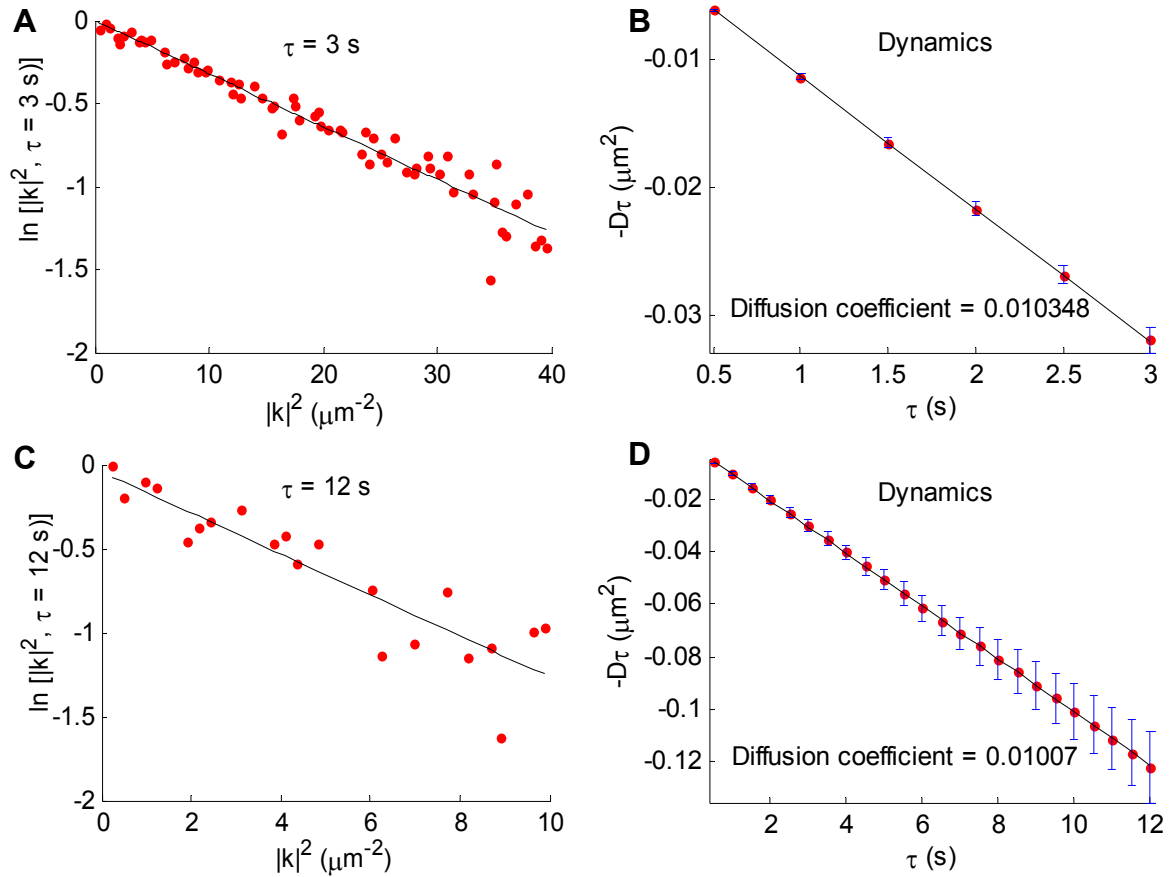 A
τ = 3 s
ln [|k|², τ = 3 s)]
0
-0.5
-1
-1.5
-2
0 10 20 30 40
|k|² (μm⁻²)
B
Dynamics
-Dτ (μm²)
-0.01
-0.02
-0.03
Diffusion coefficient = 0.010348
0.5 1 1.5 2 2.5 3
τ (s)
C
τ = 12 s
ln [|k|², τ = 12 s)]
0
-0.5
-1
-1.5
-2
0 2 4 6 8 10
|k|² (μm⁻²)
D
Dynamics
-Dτ (μm²)
-0.02
-0.04
-0.06
-0.08
-0.1
-0.12
Diffusion coefficient = 0.01007
2 4 6 8 10 12
τ (s)